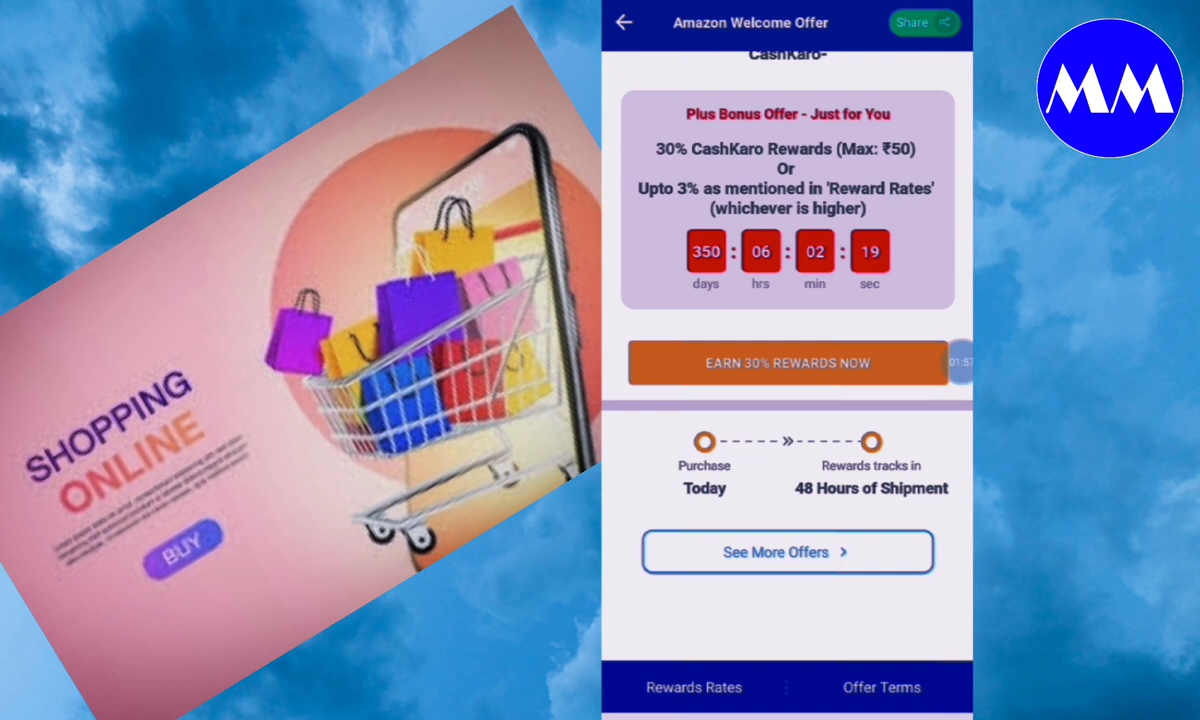 SHOPPING
ONLINE
BUY
Amazon Welcome Offer
Share
CashKaro-
Plus Bonus Offer - Just for You
30% CashKaro Rewards (Max: ₹50)
Or
Upto 3% as mentioned in 'Reward Rates'
(whichever is higher)
350 : 06 : 02 : 19
days hrs min sec
EARN 30% REWARDS NOW
01:57
Purchase
Today
Rewards tracks in
48 Hours of Shipment
See More Offers
Rewards Rates
Offer Terms
MM